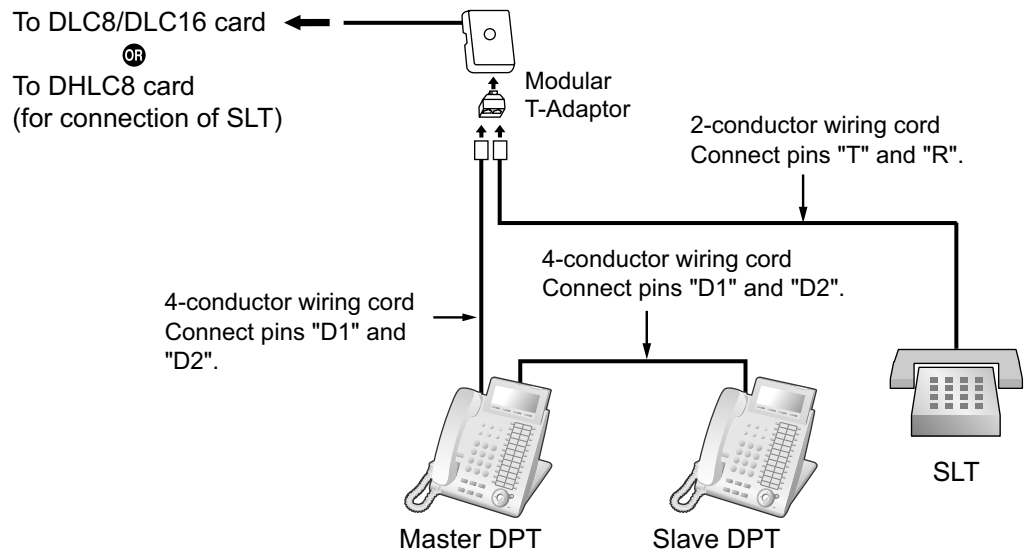 To DLC8/DLC16 card
OR
To DHLC8 card
(for connection of SLT)
Modular
T-Adaptor
2-conductor wiring cord
Connect pins "T" and "R".
4-conductor wiring cord
Connect pins "D1" and "D2".
4-conductor wiring cord
Connect pins "D1" and
"D2".
SLT
Master DPT
Slave DPT